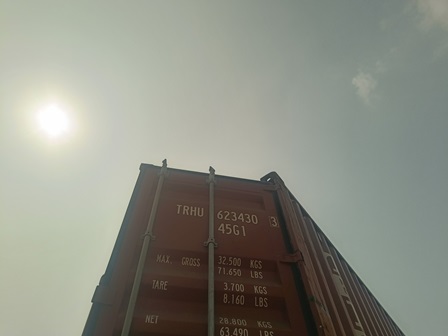 TRHU 623430 3
45G1
MAX. GROSS 32.500 KGS
71.650 LBS
TARE 3.700 KGS
8.160 LBS
NET 28.800 KGS
63.490 LBS